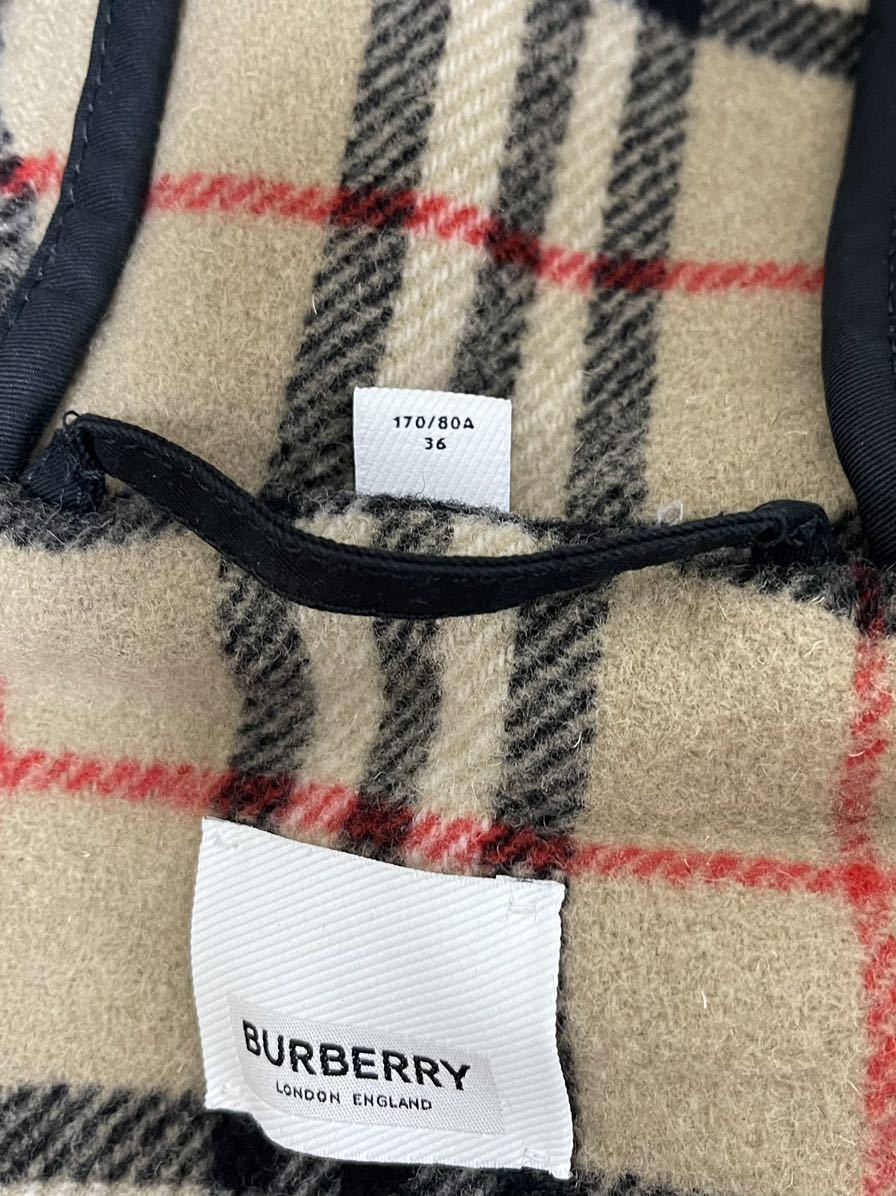 170/80A
36
BURBERRY
LONDON ENGLAND